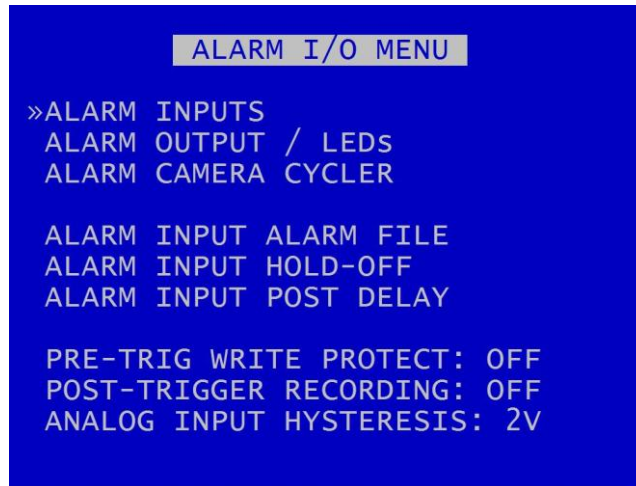 ALARM I/O MENU
»ALARM INPUTS
ALARM OUTPUT / LEDs
ALARM CAMERA CYCLER
ALARM INPUT ALARM FILE
ALARM INPUT HOLD-OFF
ALARM INPUT POST DELAY
PRE-TRIG WRITE PROTECT: OFF
POST-TRIGGER RECORDING: OFF
ANALOG INPUT HYSTERESIS: 2V